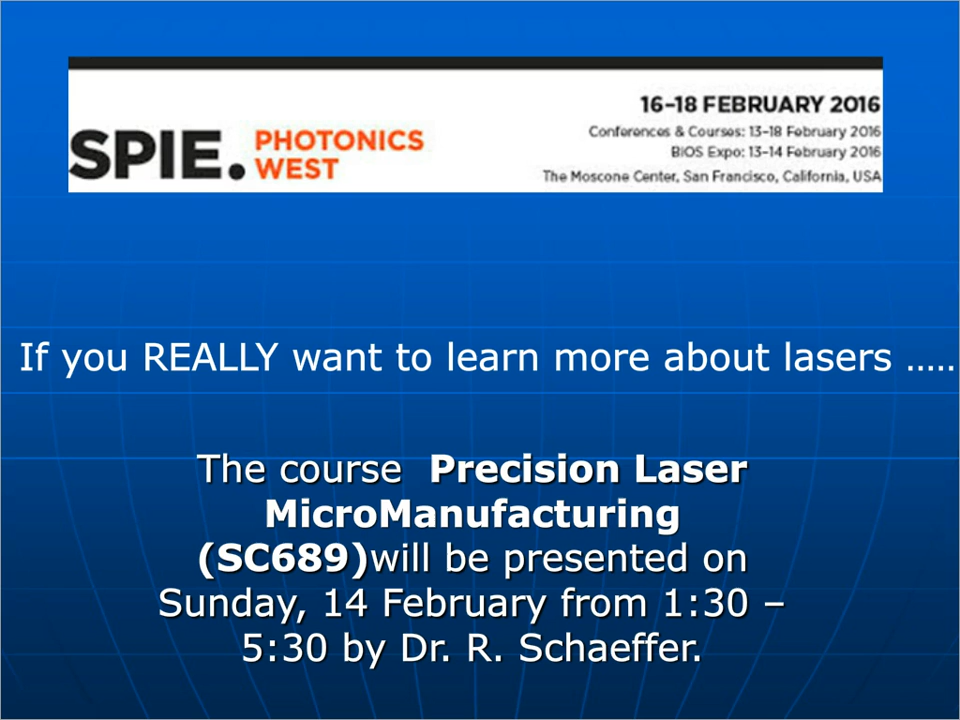 SPIE. PHOTONICS
WEST
16–18 FEBRUARY 2016
Conferences & Courses: 13–18 February 2016
BIOS Expo: 13–14 February 2016
The Moscone Center, San Francisco, California, USA
If you REALLY want to learn more about lasers …..
The course  Precision Laser
MicroManufacturing
(SC689)will be presented on
Sunday, 14 February from 1:30 –
5:30 by Dr. R. Schaeffer.